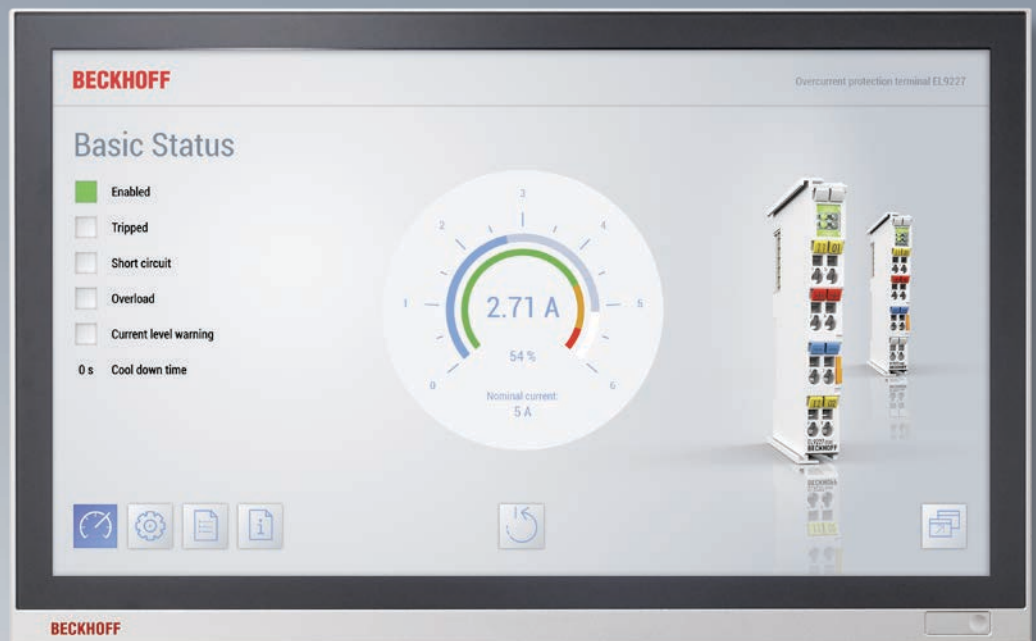 BECKHOFF
Overcurrent protection terminal EL9227
Basic Status
Enabled
Tripped
Short circuit
Overload
Current level warning
0 s Cool down time
0
1
2
3
4
5
6
2.71 A
54 %
Nominal current:
5 A
BECKHOFF
BECKHOFF